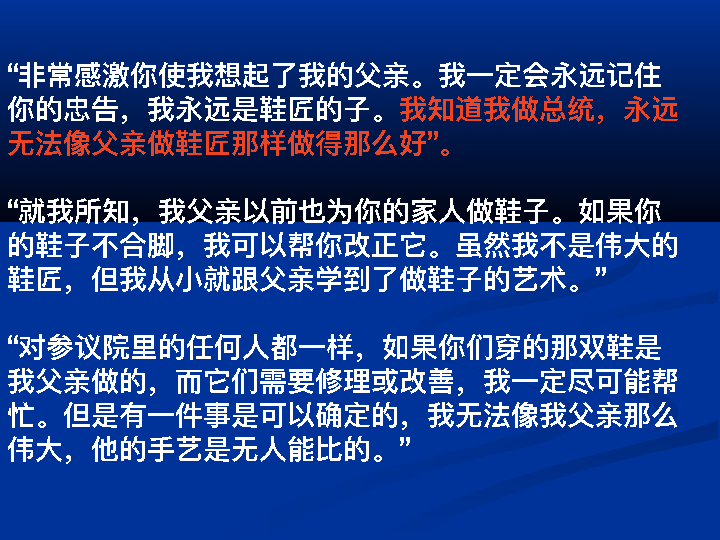 “非常感激你使我想起了我的父亲。我一定会永远记住
你的忠告，我永远是鞋匠的子。我知道我做总统，永远
无法像父亲做鞋匠那样做得那么好”。
“就我所知，我父亲以前也为你的家人做鞋子。如果你
的鞋子不合脚，我可以帮你改正它。虽然我不是伟大的
鞋匠，但我从小就跟父亲学到了做鞋子的艺术。”
“对参议院里的任何人都一样，如果你们穿的那双鞋是
我父亲做的，而它们需要修理或改善，我一定尽可能帮
忙。但是有一件事是可以确定的，我无法像我父亲那么
伟大，他的手艺是无人能比的。”